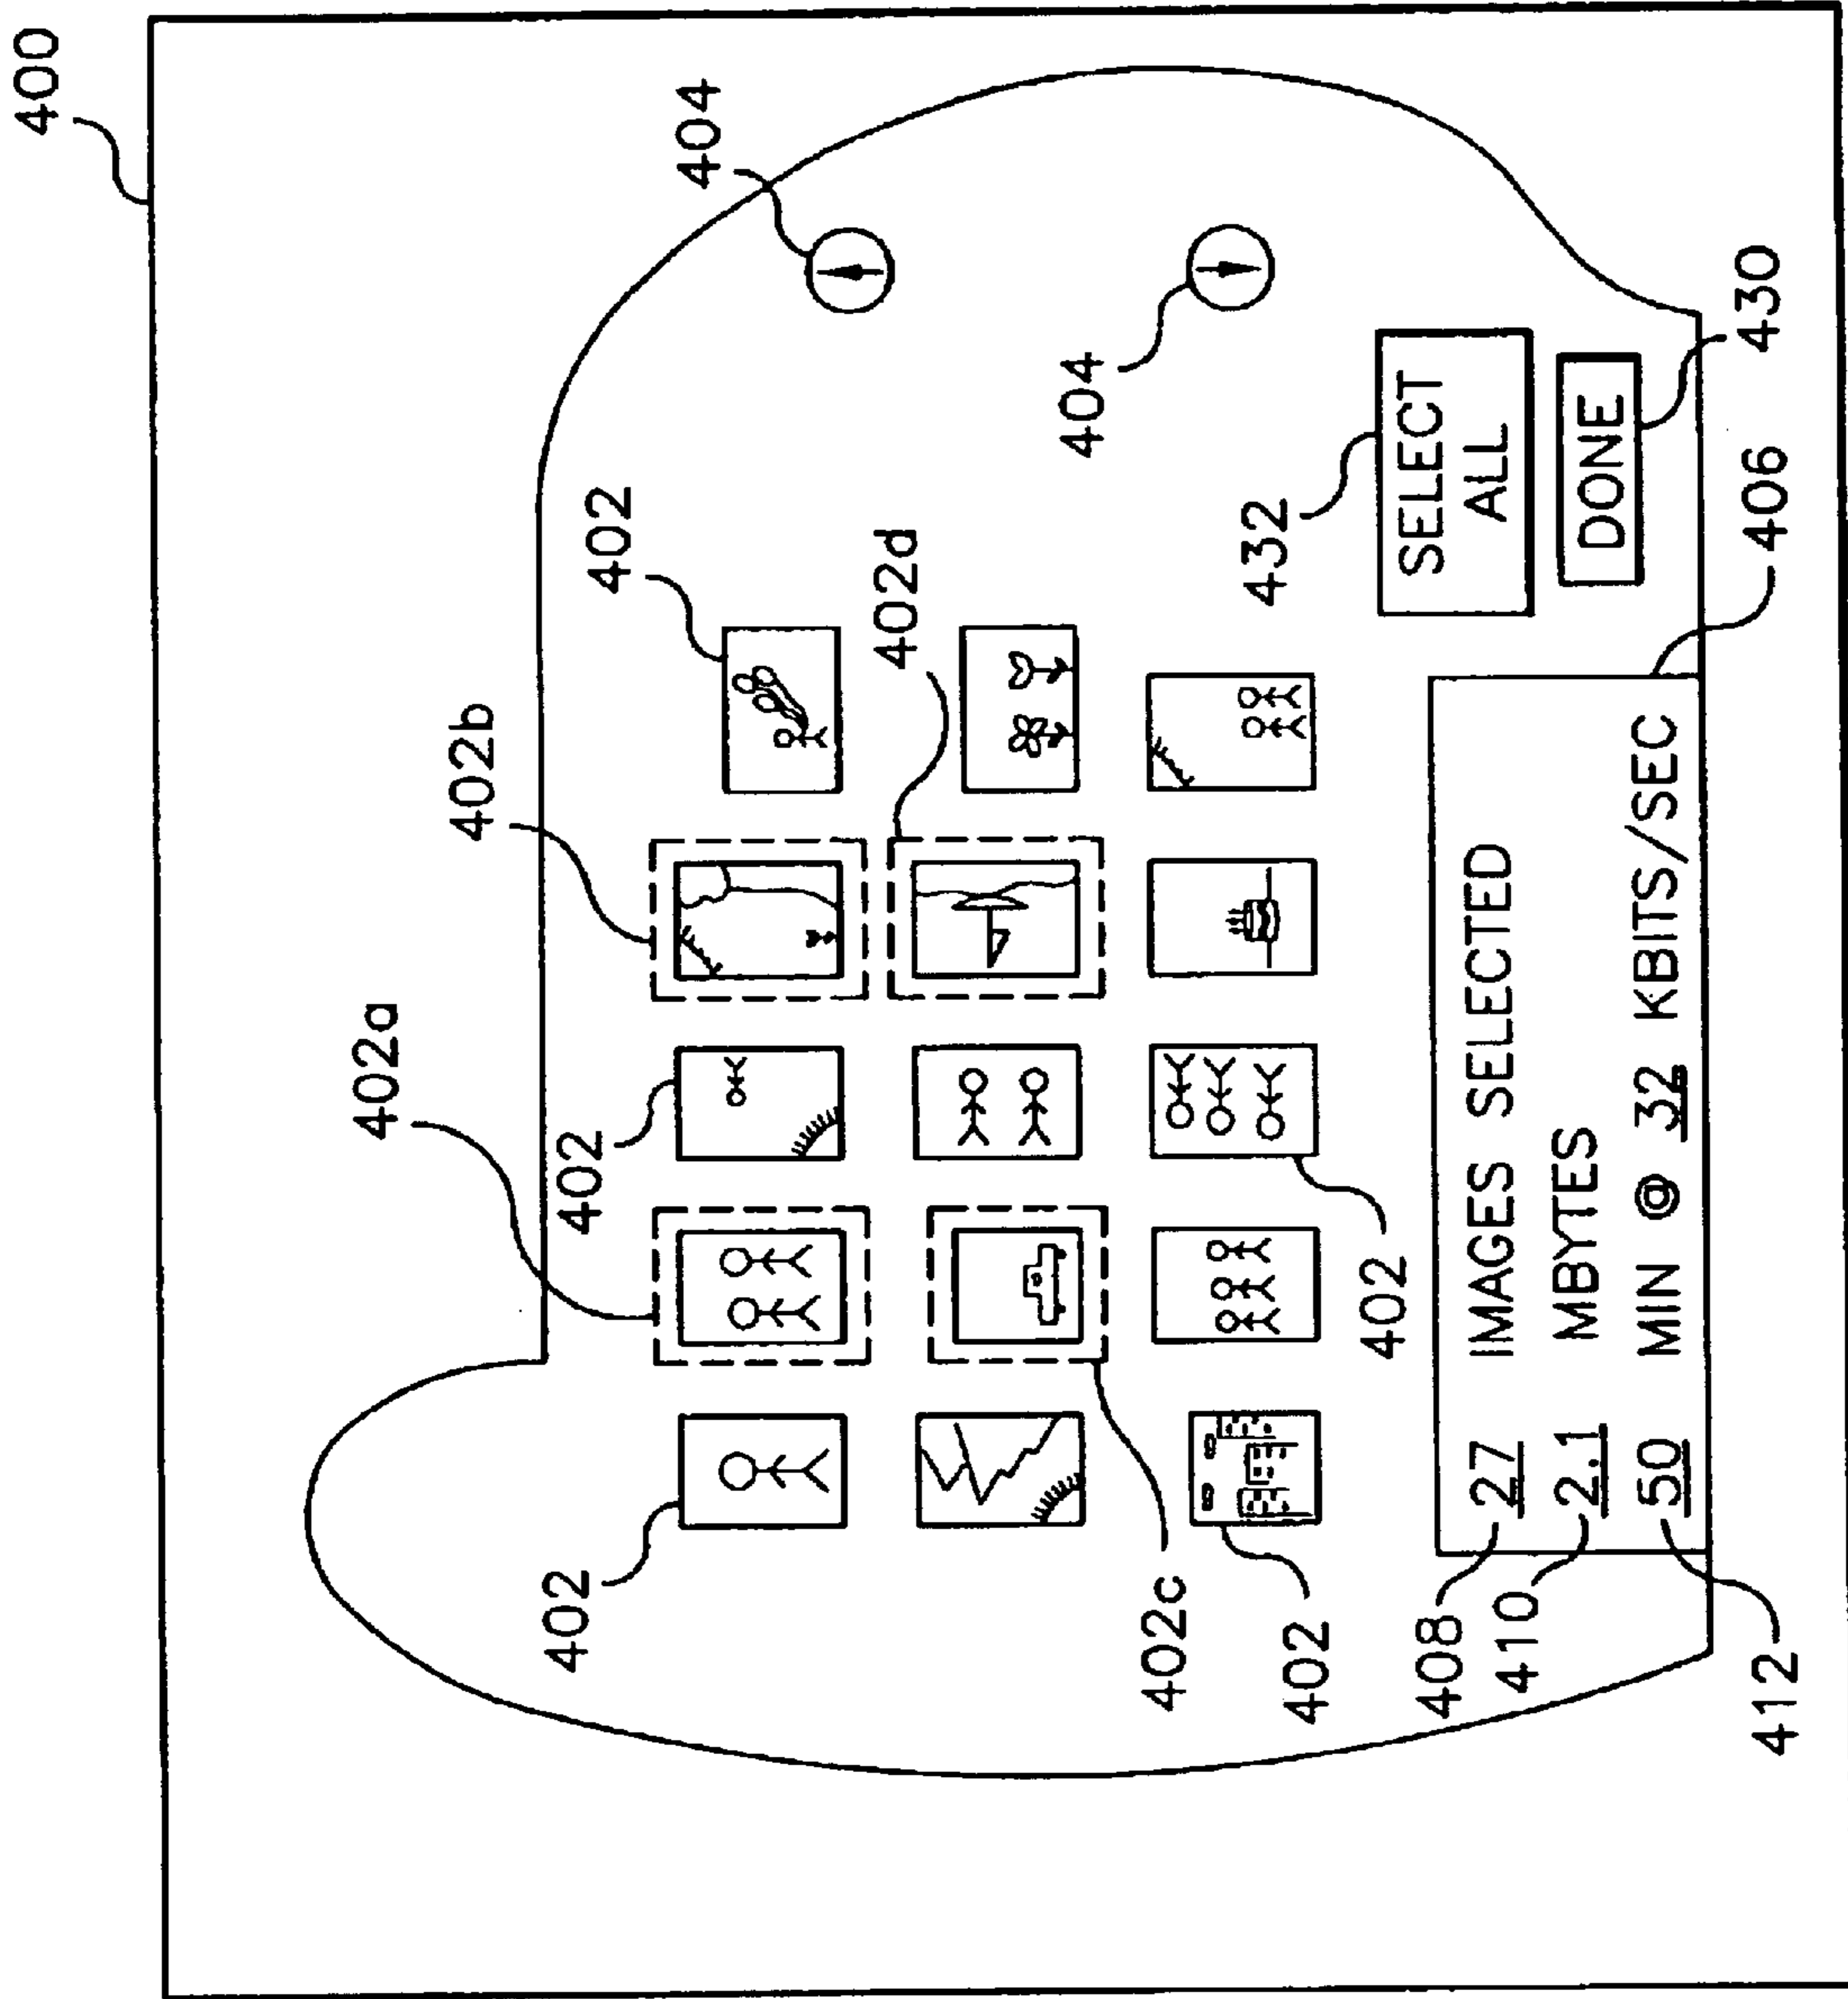 400
404
402
402b
402d
402a
402
404
402
432
SELECT
ALL
DONE
430
402c
402
402
408
27 IMAGES SELECTED
410
2.1 MBYTES
50 MIN @ 32 KBITS/SEC
406
412